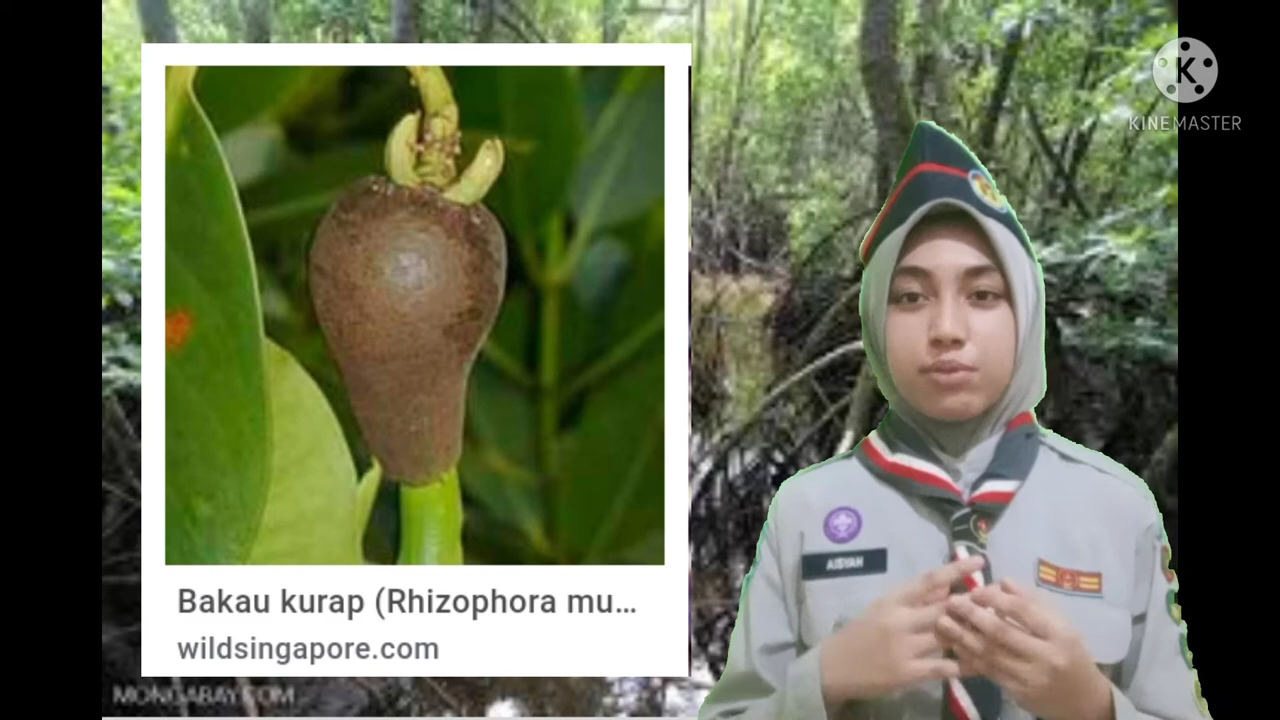 Bakau kurap (Rhizophora mu...
wildsingapore.com
MONGABAY.COM
K
KINEMASTER
AISYAH